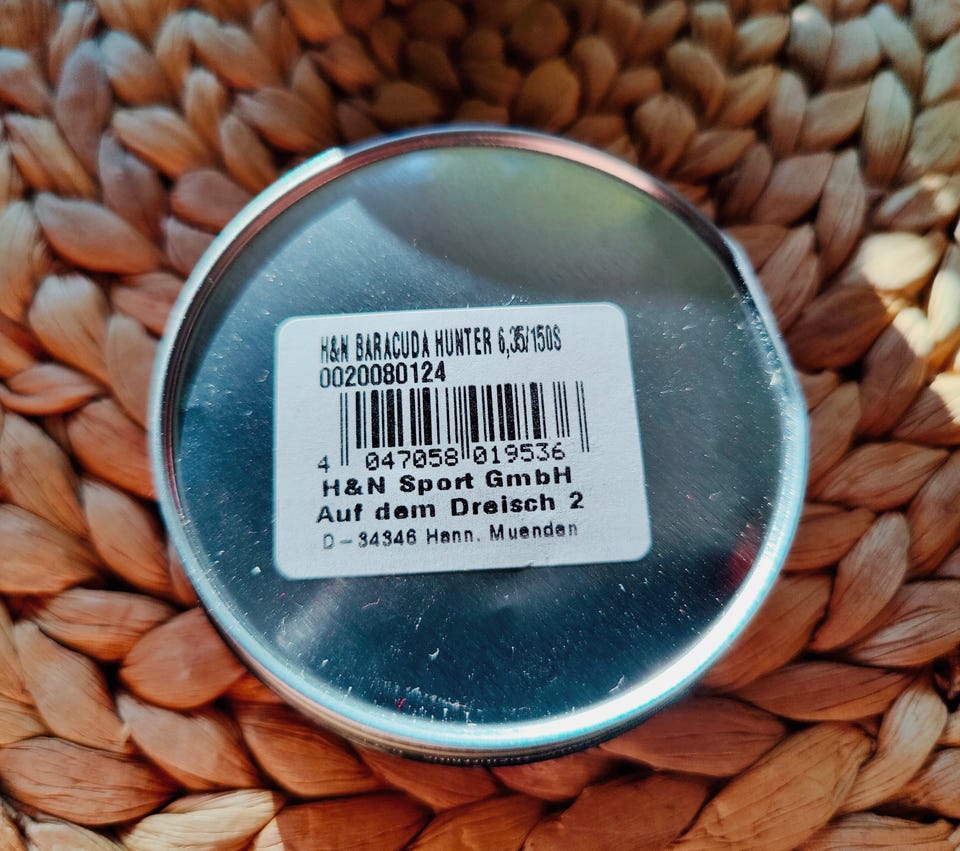 H&N BARACUDA HUNTER 6,35/150S
0020080124
4 047058 019536
H&N Sport GmbH
Auf dem Dreisch 2
D-34346 Hann. Muenden